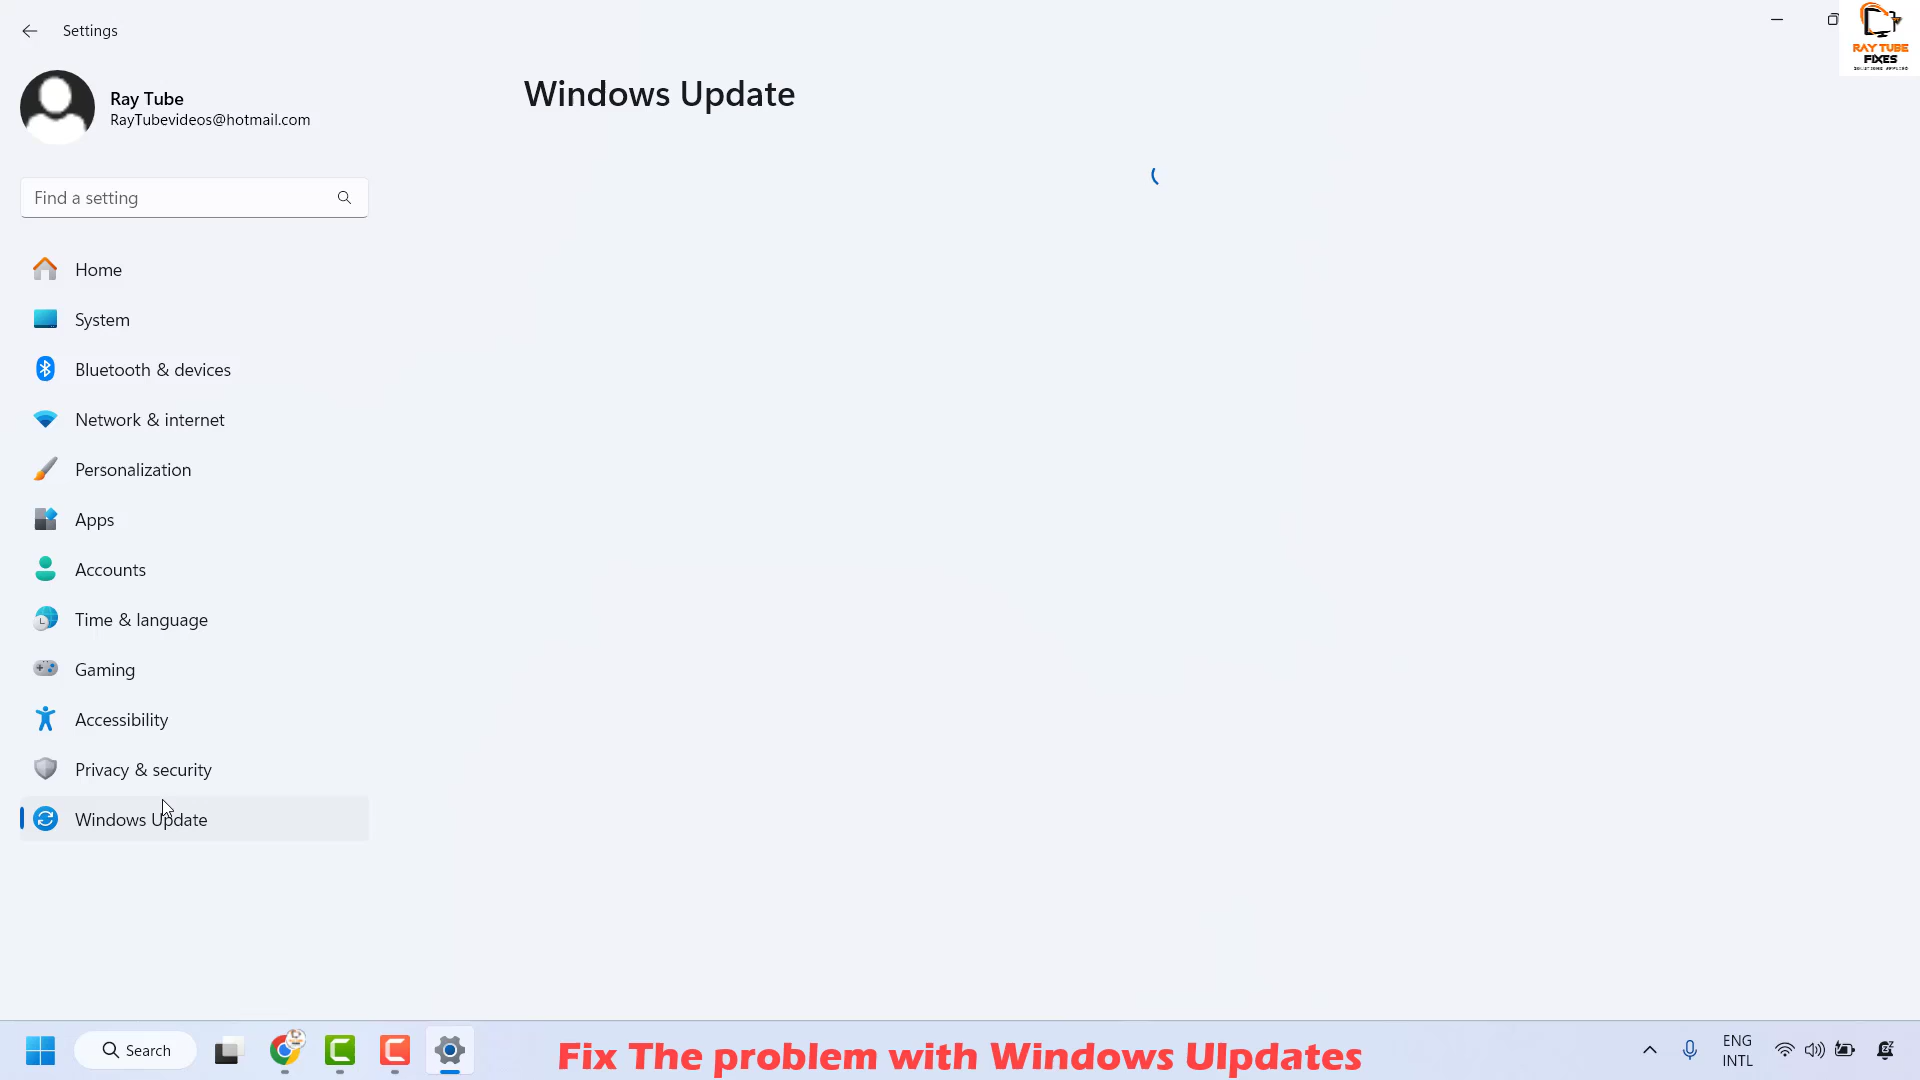 Settings
Ray Tube
RayTubevideos@hotmail.com
Find a setting
Home
System
Bluetooth & devices
Network & internet
Personalization
Apps
Accounts
Time & language
Gaming
Accessibility
Privacy & security
Windows Update
Windows Update
RAY TUBE
FIXES
Search
Fix The problem with Windows UIpdates
ENG
INTL